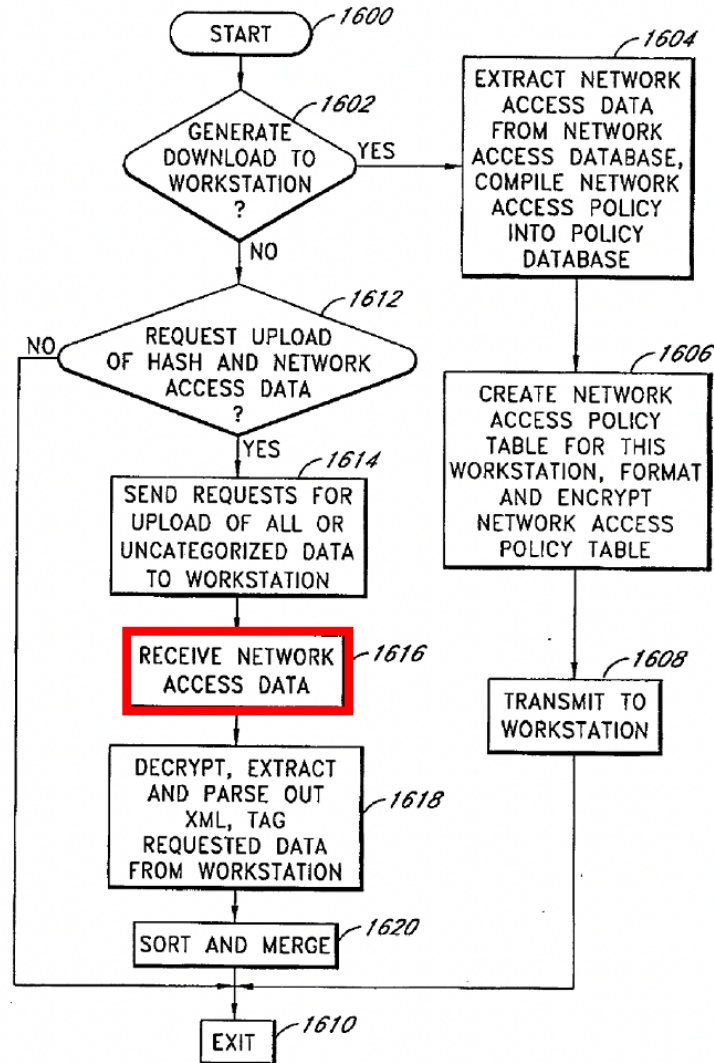 START
1600
GENERATE
DOWNLOAD TO
WORKSTATION
?
1602
YES
NO
EXTRACT NETWORK
ACCESS DATA
FROM NETWORK
ACCESS DATABASE,
COMPILE NETWORK
ACCESS POLICY
INTO POLICY
DATABASE
1604
CREATE NETWORK
ACCESS POLICY
TABLE FOR THIS
WORKSTATION, FORMAT
AND ENCRYPT
NETWORK ACCESS
POLICY TABLE
1606
TRANSMIT TO
WORKSTATION
1608
REQUEST UPLOAD
OF HASH AND NETWORK
ACCESS DATA
?
1612
NO
YES
SEND REQUESTS FOR
UPLOAD OF ALL OR
UNCATEGORIZED DATA
TO WORKSTATION
1614
RECEIVE NETWORK
ACCESS DATA
1616
DECRYPT, EXTRACT
AND PARSE OUT
XML, TAG
REQUESTED DATA
FROM WORKSTATION
1618
SORT AND MERGE
1620
EXIT
1610